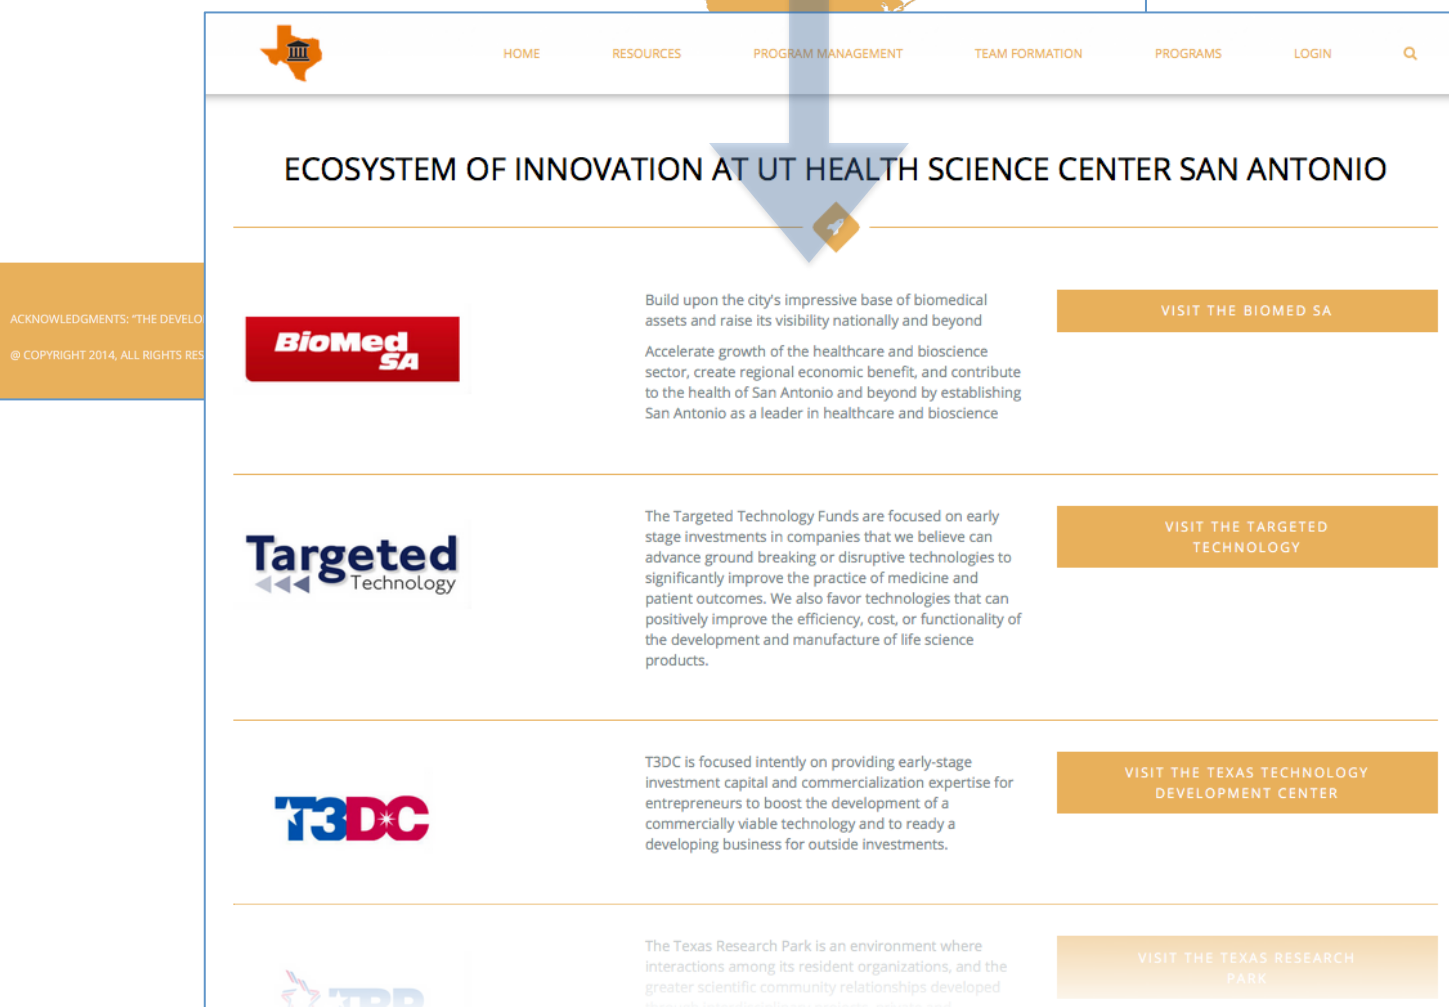 HOME RESOURCES PROGRAM MANAGEMENT TEAM FORMATION PROGRAMS LOGIN
ECOSYSTEM OF INNOVATION AT UT HEALTH SCIENCE CENTER SAN ANTONIO
ACKNOWLEDGMENTS: "THE DEVELO
@ COPYRIGHT 2014, ALL RIGHTS RES
BioMed
SA
Build upon the city's impressive base of biomedical
assets and raise its visibility nationally and beyond
Accelerate growth of the healthcare and bioscience
sector, create regional economic benefit, and contribute
to the health of San Antonio and beyond by establishing
San Antonio as a leader in healthcare and bioscience
VISIT THE BIOMED SA
Targeted
Technology
The Targeted Technology Funds are focused on early
stage investments in companies that we believe can
advance ground breaking or disruptive technologies to
significantly improve the practice of medicine and
patient outcomes. We also favor technologies that can
positively improve the efficiency, cost, or functionality of
the development and manufacture of life science
products.
VISIT THE TARGETED
TECHNOLOGY
T3DC
T3DC is focused intently on providing early-stage
investment capital and commercialization expertise for
entrepreneurs to boost the development of a
commercially viable technology and to ready a
developing business for outside investments.
VISIT THE TEXAS TECHNOLOGY
DEVELOPMENT CENTER
The Texas Research Park is an environment where
interactions among its resident organizations, and the
greater scientific community relationships developed
VISIT THE TEXAS RESEARCH
PARK